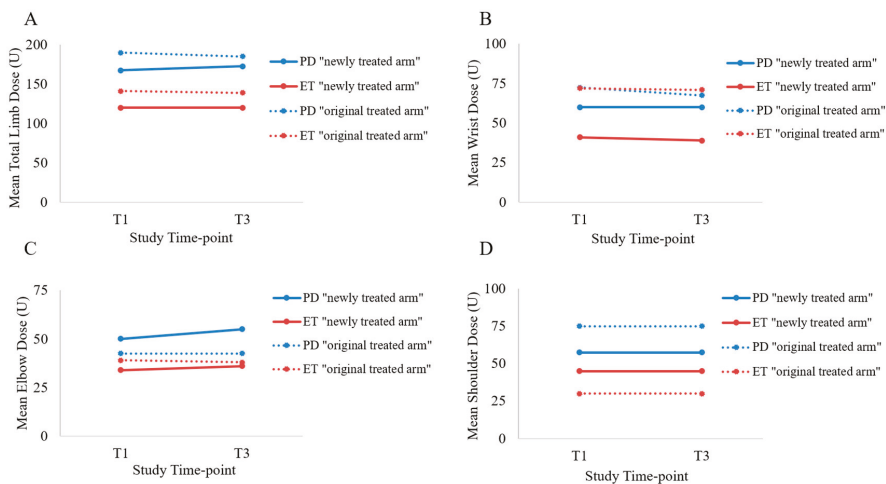 A
Mean Total Limb Dose (U)
200
150
100
50
0
T1
T3
Study Time-point
PD "newly treated arm"
ET "newly treated arm"
PD "original treated arm"
ET "original treated arm"
B
Mean Wrist Dose (U)
100
75
50
25
0
T1
T3
Study Time-point
PD "newly treated arm"
ET "newly treated arm"
PD "original treated arm"
ET "original treated arm"
C
Mean Elbow Dose (U)
75
50
25
0
T1
T3
Study Time-point
PD "newly treated arm"
ET "newly treated arm"
PD "original treated arm"
ET "original treated arm"
D
Mean Shoulder Dose (U)
100
75
50
25
0
T1
T3
Study Time-point
PD "newly treated arm"
ET "newly treated arm"
PD "original treated arm"
ET "original treated arm"